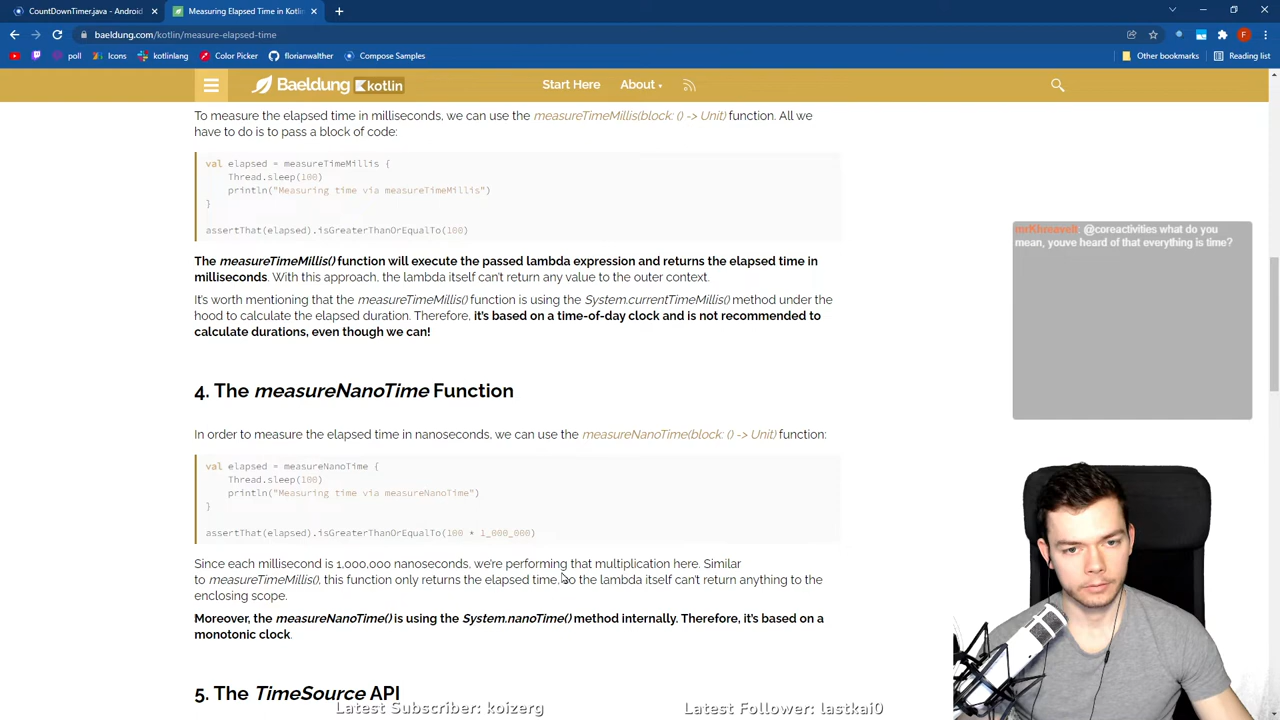 CountDownTimer.java - Android
Measuring Elapsed Time in Kotl
baeldung.com/kotlin/measure-elapsed-time
poll
Icons
kotlinlang
Color Picker
florianwalther
Compose Samples
Other bookmarks
Reading list
Baeldung kotlin
Start Here
About
To measure the elapsed time in milliseconds, we can use the measureTimeMillis(block: () -> Unit) function. All we
have to do is to pass a block of code:
val elapsed = measureTimeMillis {
Thread.sleep(100)
println("Measuring time via measureTimeMillis")
}
assertThat(elapsed).isGreaterThanOrEqualTo(100)
The measureTimeMillis() function will execute the passed lambda expression and returns the elapsed time in
milliseconds. With this approach, the lambda itself can't return any value to the outer context.
It's worth mentioning that the measureTimeMillis() function is using the System.currentTimeMillis() method under the
hood to calculate the elapsed duration. Therefore, it's based on a time-of-day clock and is not recommended to
calculate durations, even though we can!
4. The measureNanoTime Function
In order to measure the elapsed time in nanoseconds, we can use the measureNanoTime(block: () -> Unit) function:
val elapsed = measureNanoTime {
Thread.sleep(100)
println("Measuring time via measureNanoTime")
}
assertThat(elapsed).isGreaterThanOrEqualTo(100 * 1_000_000)
Since each millisecond is 1,000,000 nanoseconds, we're performing that multiplication here. Similar
to measureTimeMillis(), this function only returns the elapsed time, so the lambda itself can't return anything to the
enclosing scope.
Moreover, the measureNanoTime() is using the System.nanoTime() method internally. Therefore, it's based on a
monotonic clock.
5. The TimeSource API
mrKhreavelt: @coreactivities what do you
mean, youve heard of that everything is time?
Latest Subscriber: koizerg
Latest Follower: lastkai0
F